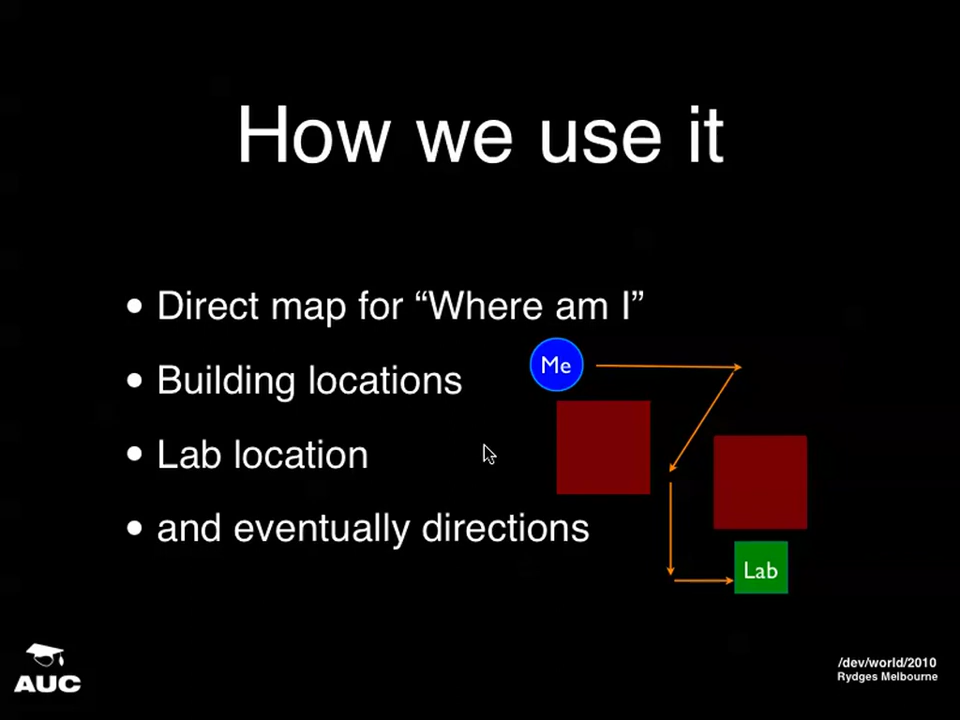 How we use it
• Direct map for “Where am I”
Me
• Building locations
• Lab location
• and eventually directions
Lab
AUC
/dev/world/2010
Rydges Melbourne